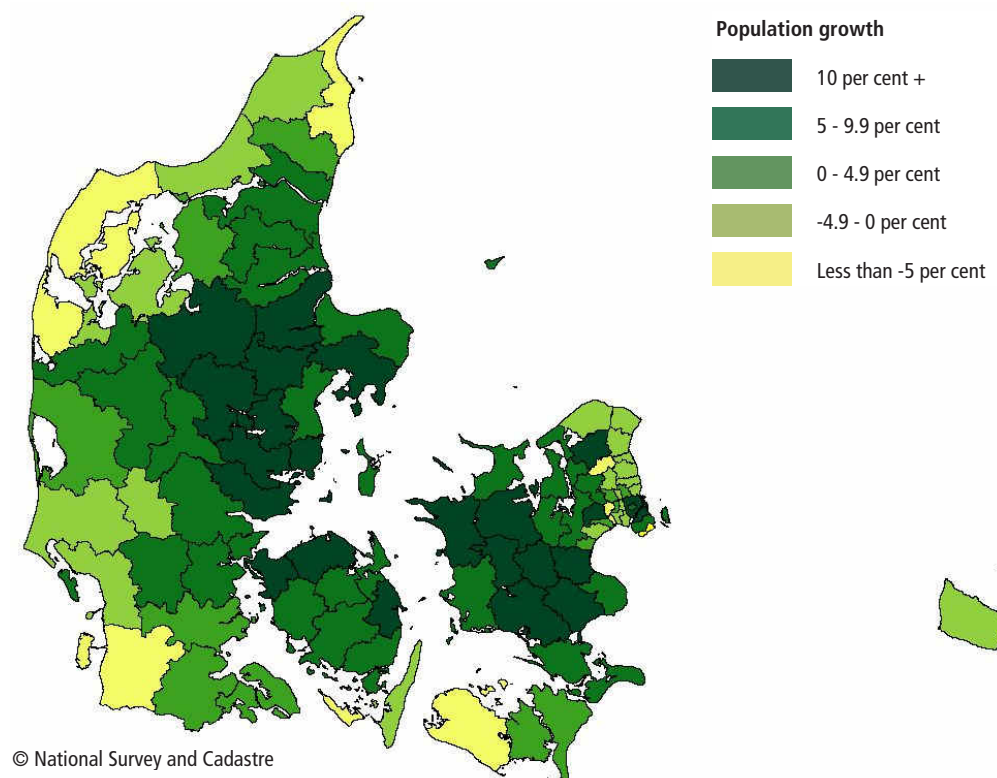 Population growth
10 per cent +
5 - 9.9 per cent
0 - 4.9 per cent
-4.9 - 0 per cent
Less than -5 per cent
© National Survey and Cadastre